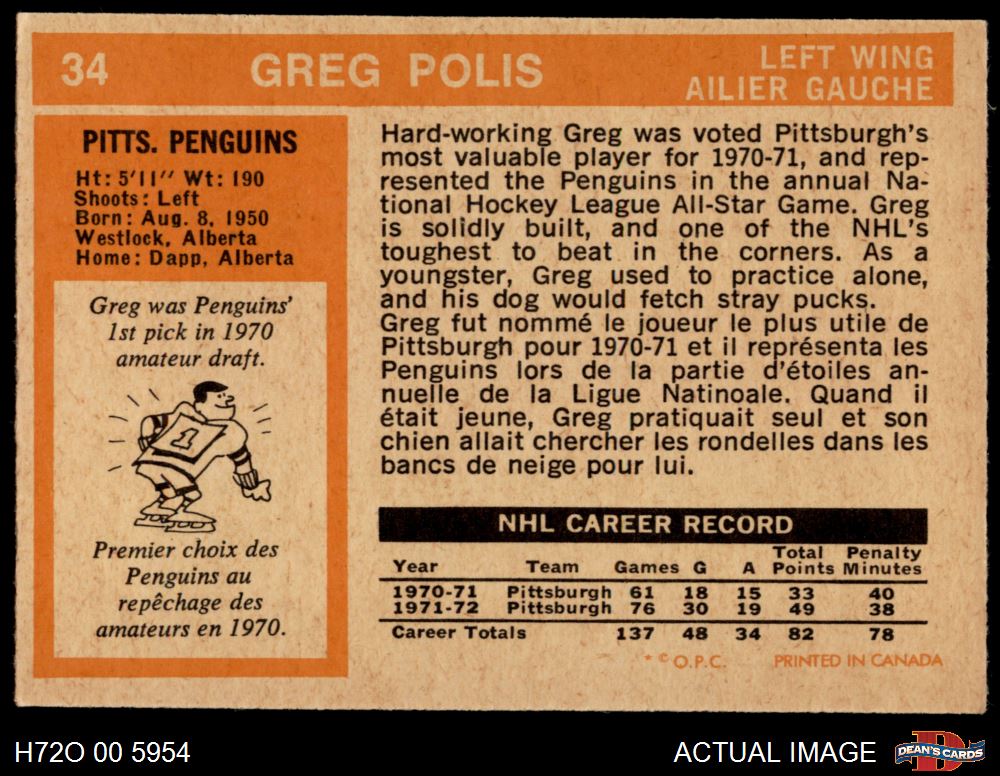 34
GREG POLIS
LEFT WING
AILIER GAUCHE
PITTS. PENGUINS
Ht: 5'11" Wt: 190
Shoots: Left
Born: Aug. 8, 1950
Westlock, Alberta
Home: Dapp, Alberta
Greg was Penguins'
1st pick in 1970
amateur draft.
1
Premier choix des
Penguins au
repêchage des
amateurs en 1970.
Hard-working Greg was voted Pittsburgh's
most valuable player for 1970-71, and rep-
resented the Penguins in the annual Na-
tional Hockey League All-Star Game. Greg
is solidly built, and one of the NHL's
toughest to beat in the corners. As a
youngster, Greg used to practice alone,
and his dog would fetch stray pucks.
Greg fut nommé le joueur le plus utile de
Pittsburgh pour 1970-71 et il représenta les
Penguins lors de la partie d'étoiles an-
nuelle de la Ligue Natinoale. Quand il
était jeune, Greg pratiquait seul et son
chien allait chercher les rondelles dans les
bancs de neige pour lui.
NHL CAREER RECORD
Year Team Games G A Total Points Penalty Minutes
1970-71 Pittsburgh 61 18 15 33 40
1971-72 Pittsburgh 76 30 19 49 38
Career Totals 137 48 34 82 78
* © O.P.C. PRINTED IN CANADA
H72O 00 5954
ACTUAL IMAGE
D
DEAN'S CARDS